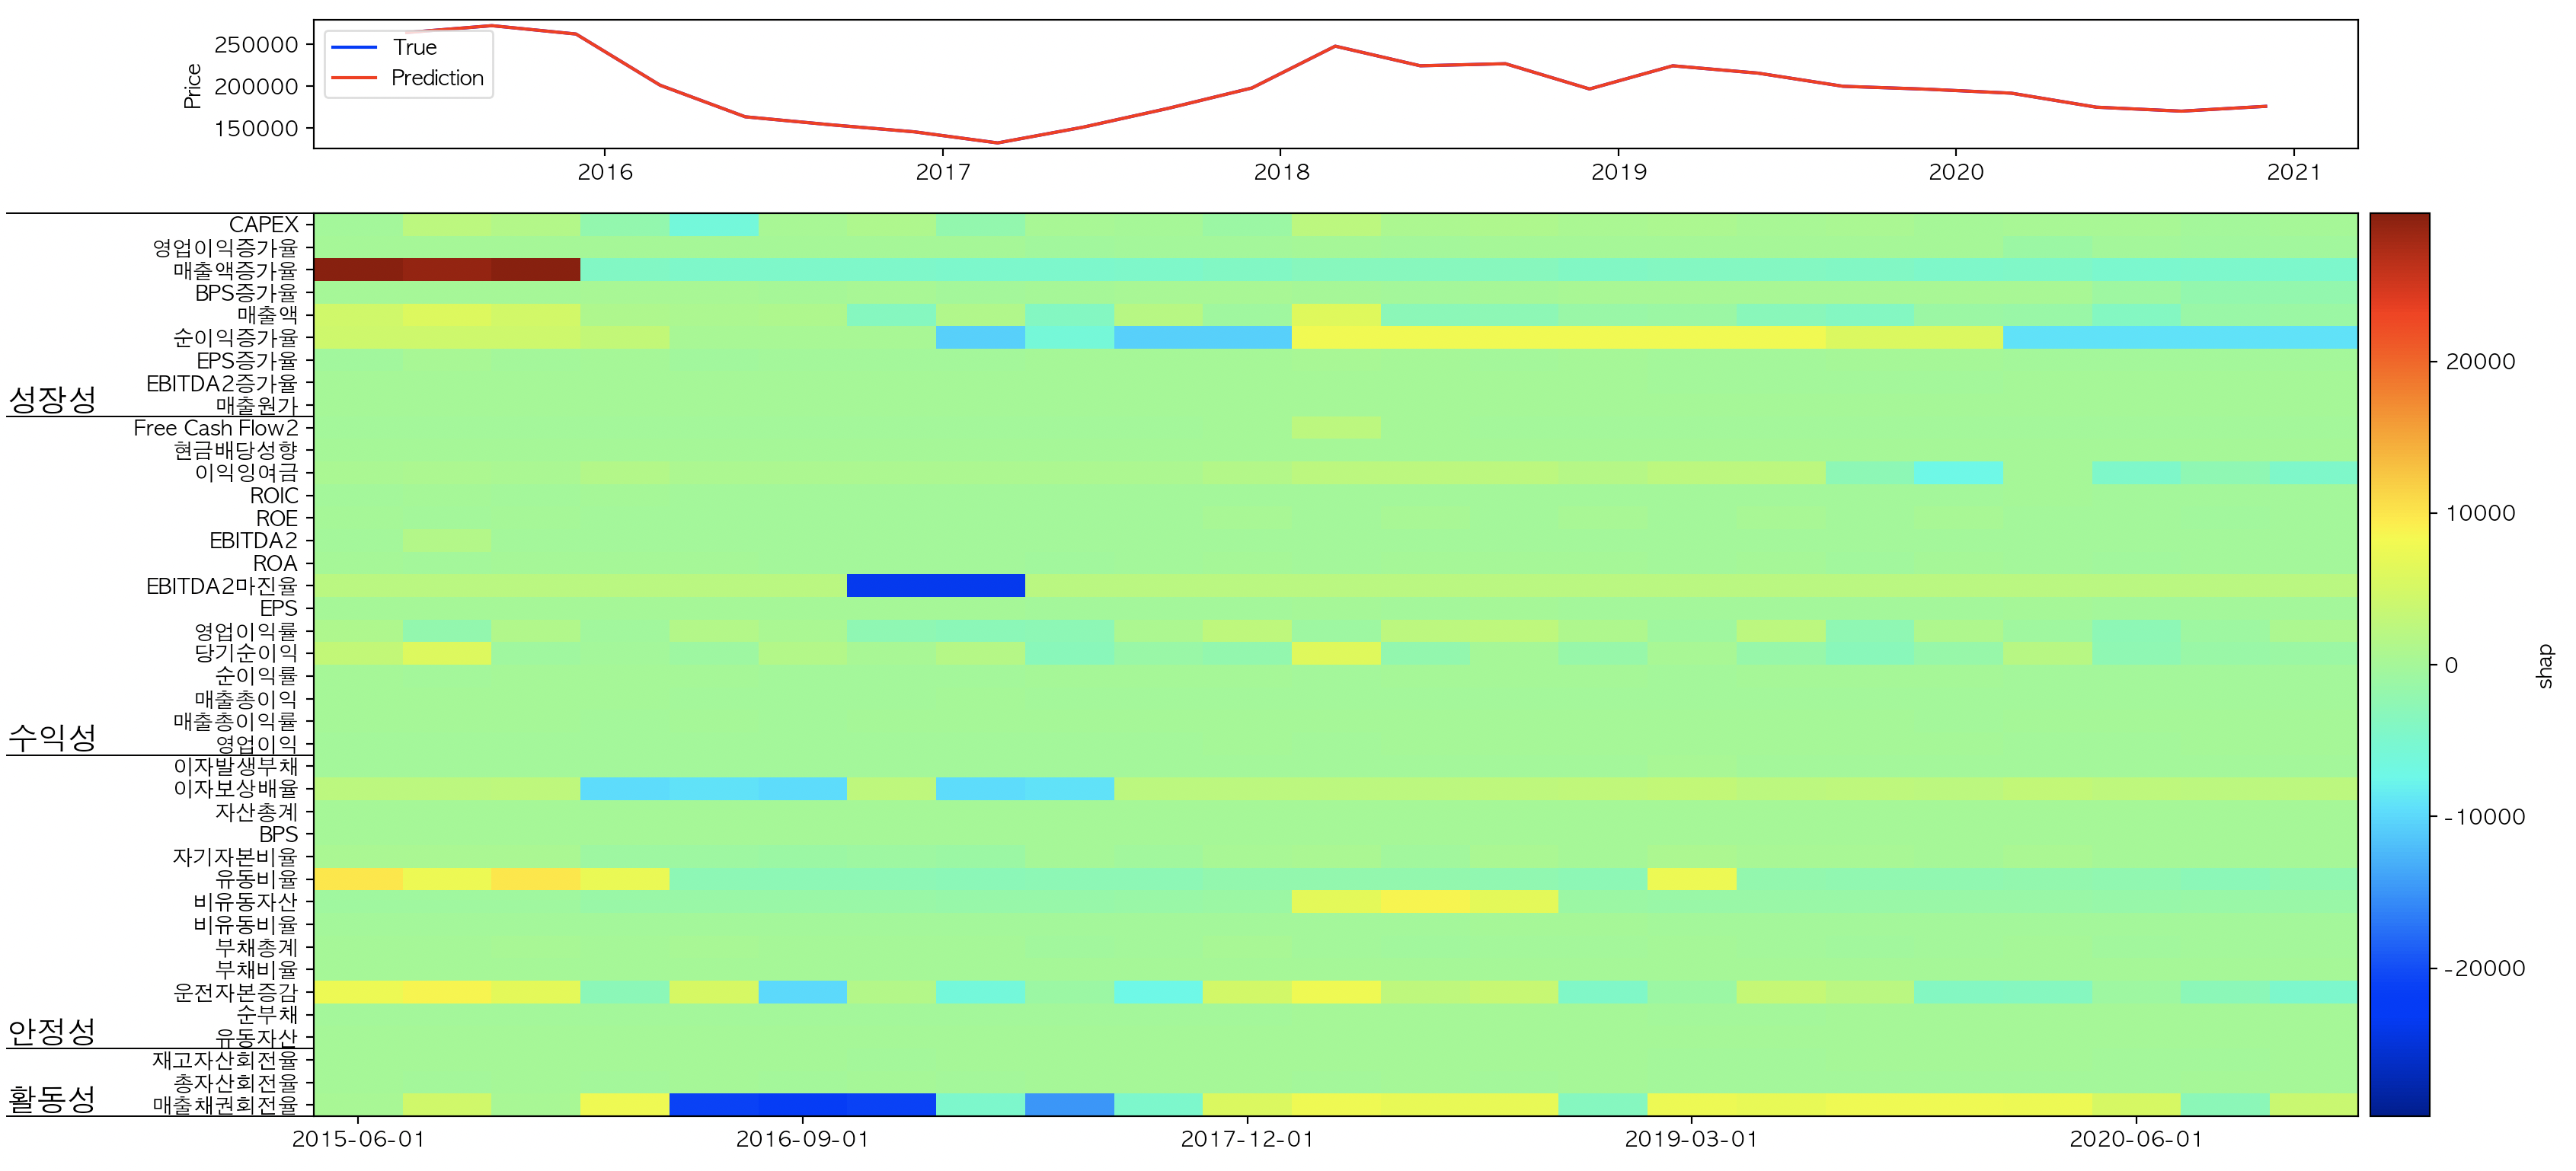 True
Prediction
Price
250000
200000
150000
2016
2017
2018
2019
2020
2021
CAPEX
영업이익증가율
매출액증가율
BPS증가율
매출액
순이익증가율
EPS증가율
EBITDA2증가율
성장성
매출원가
Free Cash Flow2
현금배당성향
이익잉여금
ROIC
ROE
EBITDA2
ROA
EBITDA2마진율
EPS
영업이익률
당기순이익
순이익률
매출총이익
매출총이익률
수익성
영업이익
이자발생부채
이자보상배율
자산총계
BPS
자기자본비율
유동비율
비유동자산
비유동비율
부채총계
부채비율
운전자본증감
순부채
안정성
유동자산
재고자산회전율
총자산회전율
활동성
매출채권회전율
2015-06-01
2016-09-01
2017-12-01
2019-03-01
2020-06-01
20000
10000
0
-10000
-20000
shap